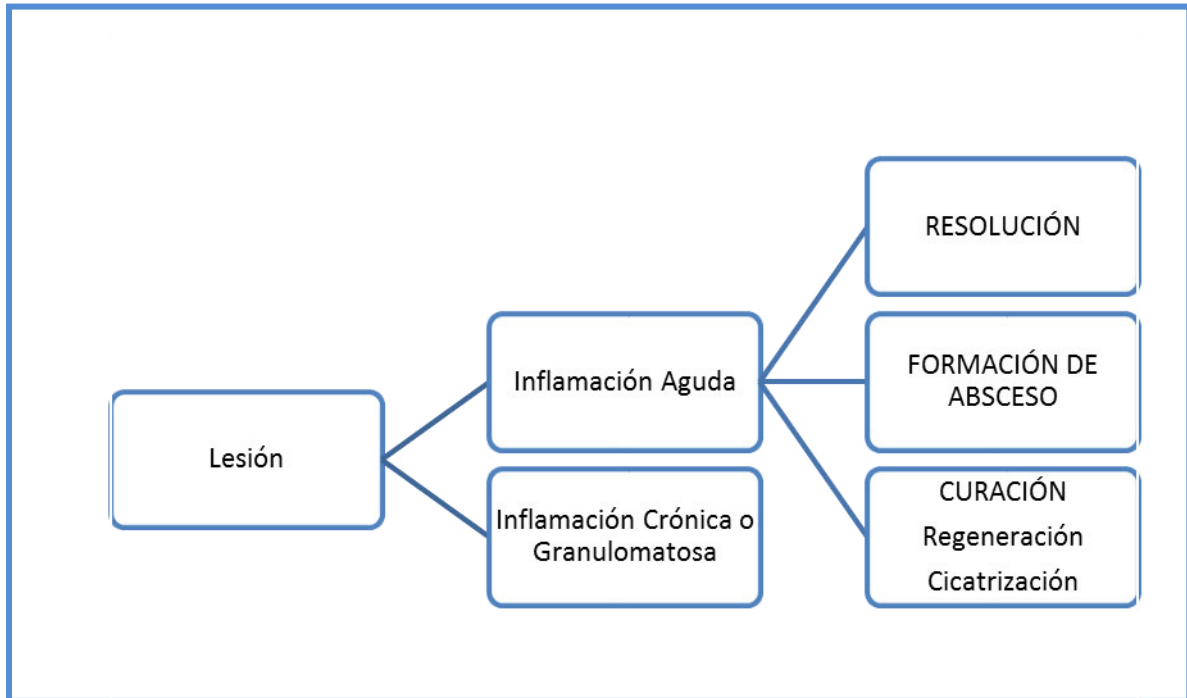 Lesión
Inflamación Aguda
Inflamación Crónica o
Granulomatosa
RESOLUCIÓN
FORMACIÓN DE
ABSCESO
CURACIÓN
Regeneración
Cicatrización